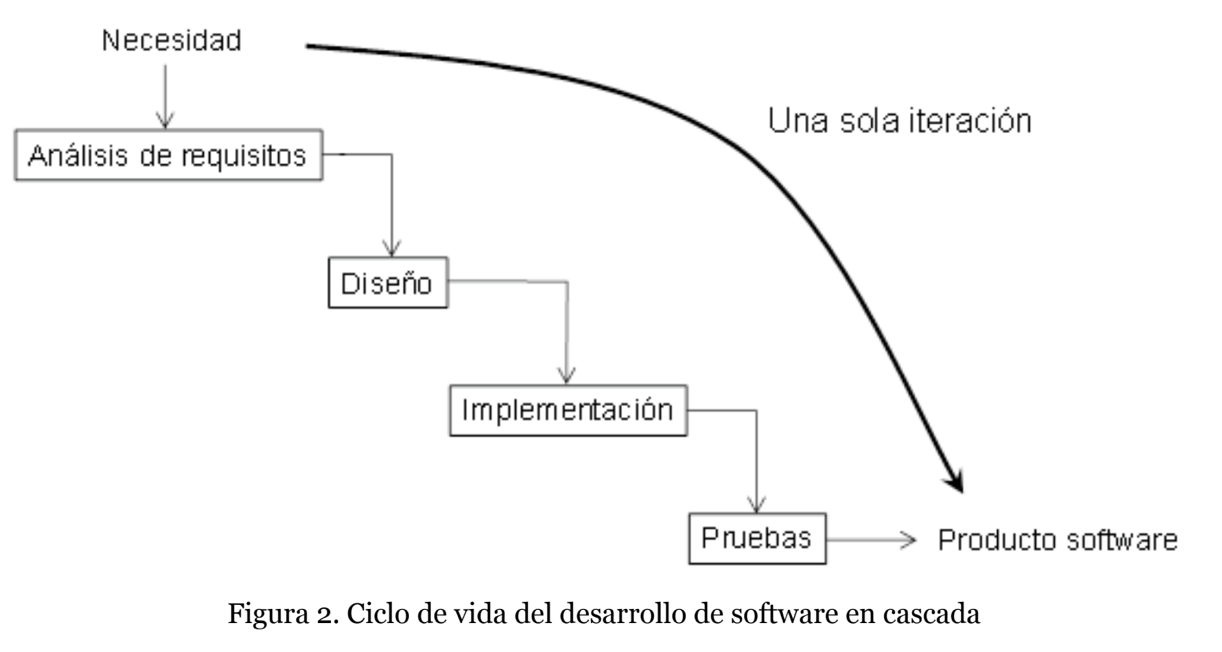 Necesidad
Una sola iteración
Análisis de requisitos
Diseño
Implementación
Pruebas
Producto software
Figura 2. Ciclo de vida del desarrollo de software en cascada